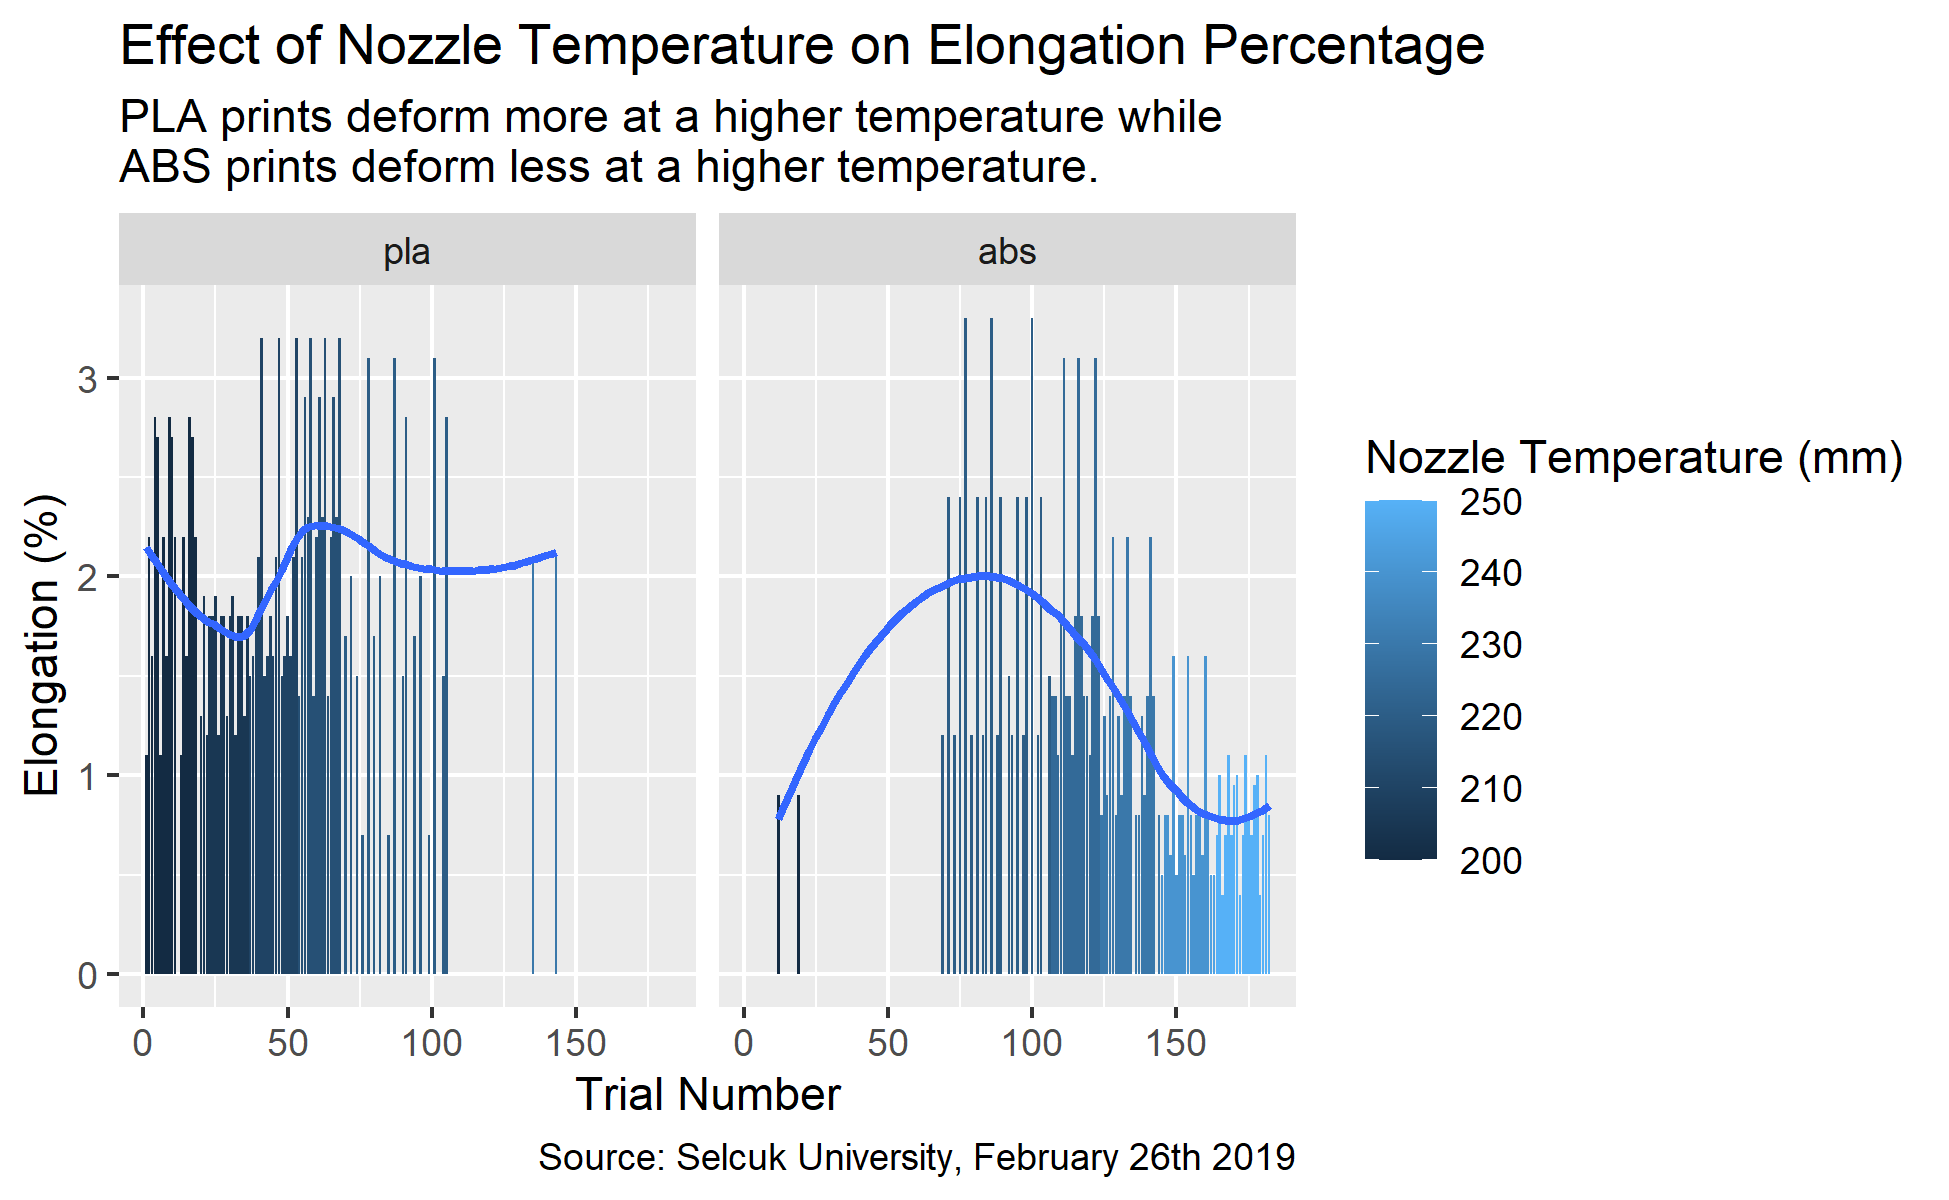 Effect of Nozzle Temperature on Elongation Percentage
PLA prints deform more at a higher temperature while
ABS prints deform less at a higher temperature.
pla
abs
Elongation (%)
3
2
1
0
0
50
100
150
0
50
100
150
Trial Number
Nozzle Temperature (mm)
250
240
230
220
210
200
Source: Selcuk University, February 26th 2019